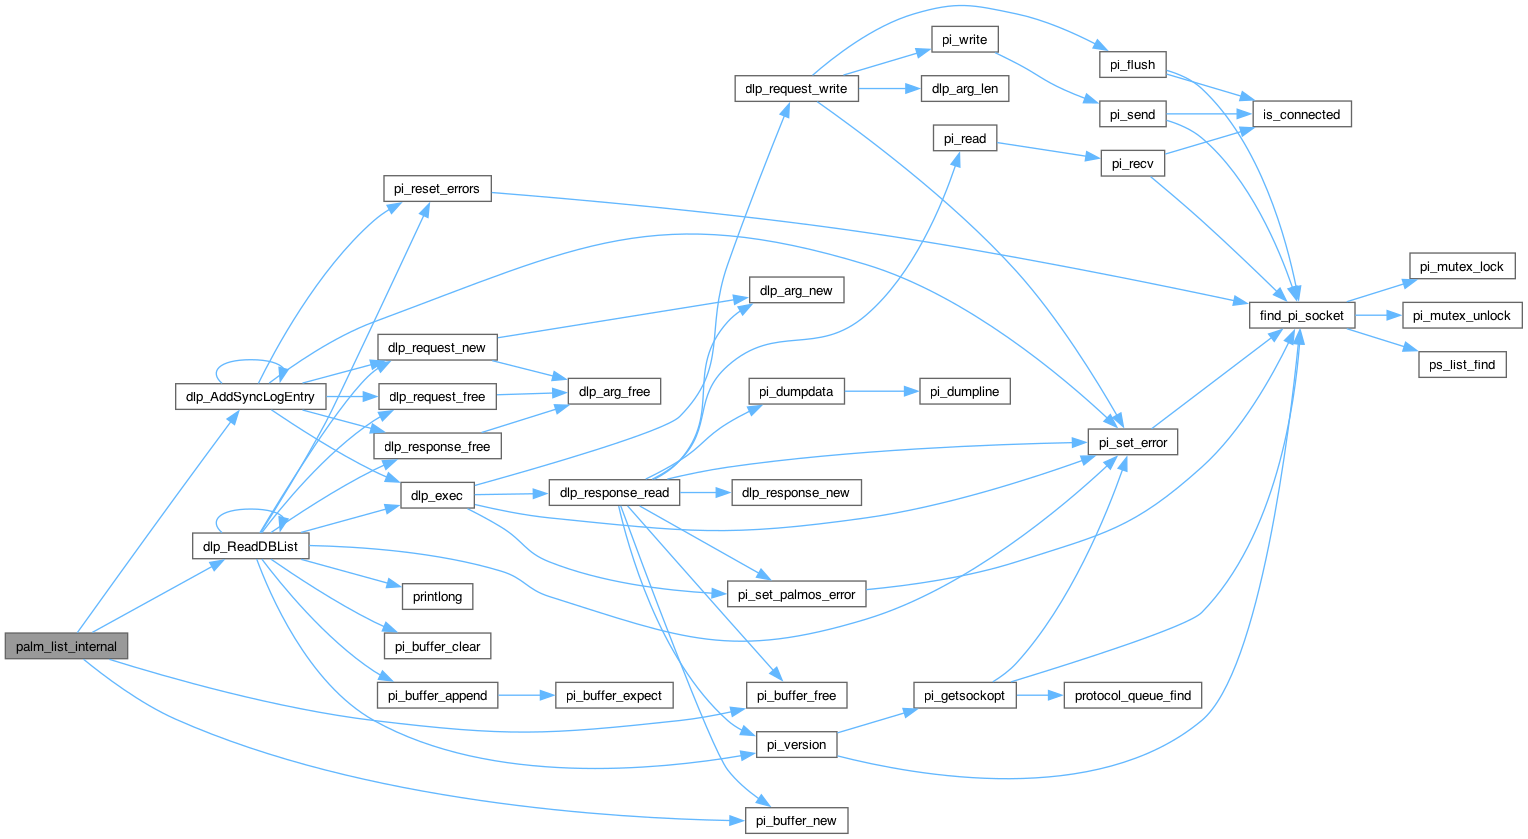 pi_write
pi_flush
dlp_request_write
dlp_arg_len
is_connected
pi_send
pi_read
pi_recv
pi_reset_errors
pi_mutex_lock
dlp_arg_new
find_pi_socket
pi_mutex_unlock
dlp_request_new
ps_list_find
dlp_AddSyncLogEntry
dlp_request_free
dlp_arg_free
pi_dumpdata
pi_dumpline
dlp_response_free
pi_set_error
dlp_exec
dlp_response_read
dlp_response_new
dlp_ReadDBList
printlong
pi_set_palmos_error
palm_list_internal
pi_buffer_clear
pi_buffer_append
pi_buffer_expect
pi_buffer_free
pi_getsockopt
protocol_queue_find
pi_version
pi_buffer_new